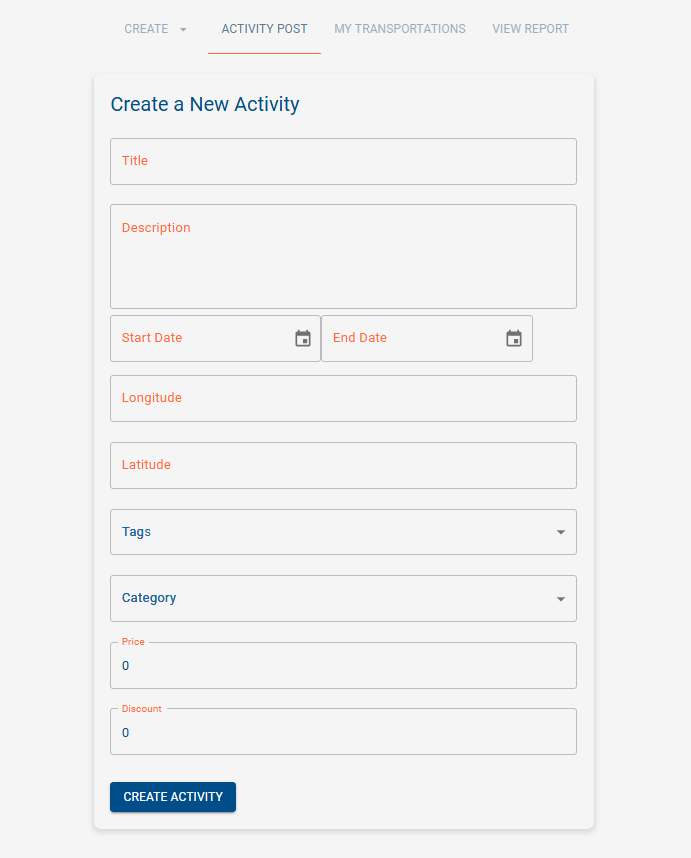 CREATE ACTIVITY POST MY TRANSPORTATIONS VIEW REPORT
Create a New Activity
Title
Description
Start Date End Date
Longitude
Latitude
Tags
Category
Price
0
Discount
0
CREATE ACTIVITY